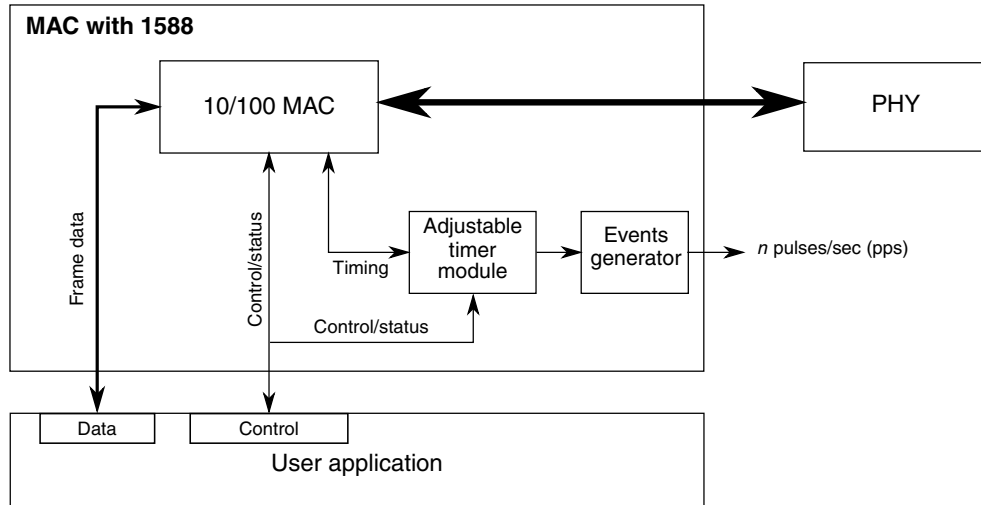 MAC with 1588
10/100 MAC
PHY
Frame data
Control/status
Timing
Adjustable
timer
module
Events
generator
n pulses/sec (pps)
Control/status
Data
Control
User application